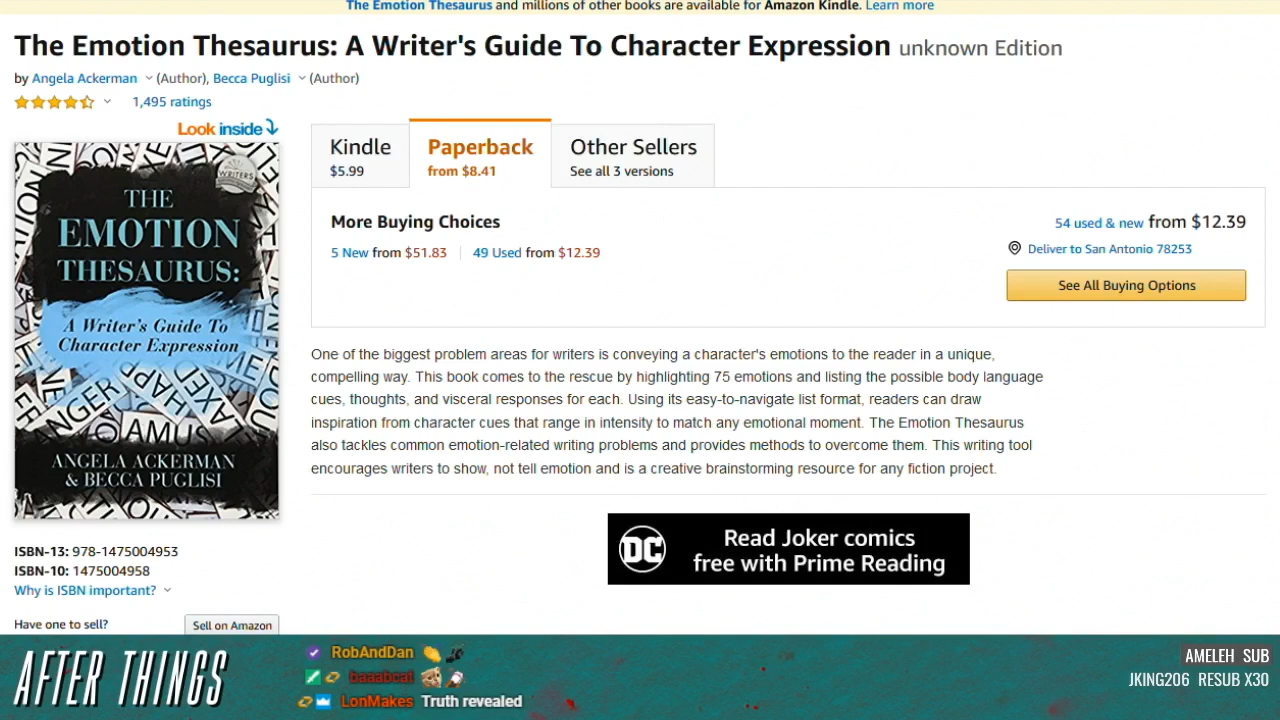 The Emotion Thesaurus and millions of other books are available for Amazon Kindle. Learn more
The Emotion Thesaurus: A Writer's Guide To Character Expression unknown Edition
by Angela Ackerman (Author), Becca Puglisi (Author)
1,495 ratings
Look inside
Kindle
$5.99
Paperback
from $8.41
Other Sellers
See all 3 versions
THE
EMOTION
THESAURUS:
A Writer's Guide To
Character Expression
ANGER
AMUS
ANGELA ACKERMAN
& BECCA PUGLISI
WRITERS
More Buying Choices
5 New from $51.83 49 Used from $12.39
54 used & new from $12.39
Deliver to San Antonio 78253
See All Buying Options
One of the biggest problem areas for writers is conveying a character's emotions to the reader in a unique,
compelling way. This book comes to the rescue by highlighting 75 emotions and listing the possible body language
cues, thoughts, and visceral responses for each. Using its easy-to-navigate list format, readers can draw
inspiration from character cues that range in intensity to match any emotional moment. The Emotion Thesaurus
also tackles common emotion-related writing problems and provides methods to overcome them. This writing tool
encourages writers to show, not tell emotion and is a creative brainstorming resource for any fiction project.
DC
Read Joker comics
free with Prime Reading
ISBN-13: 978-1475004953
ISBN-10: 1475004958
Why is ISBN important?
Have one to sell?
Sell on Amazon
AFTER THINGS
RobAndDan
baaabcat
LonMakes Truth revealed
AMELEH SUB
JKING206 RESUB X30